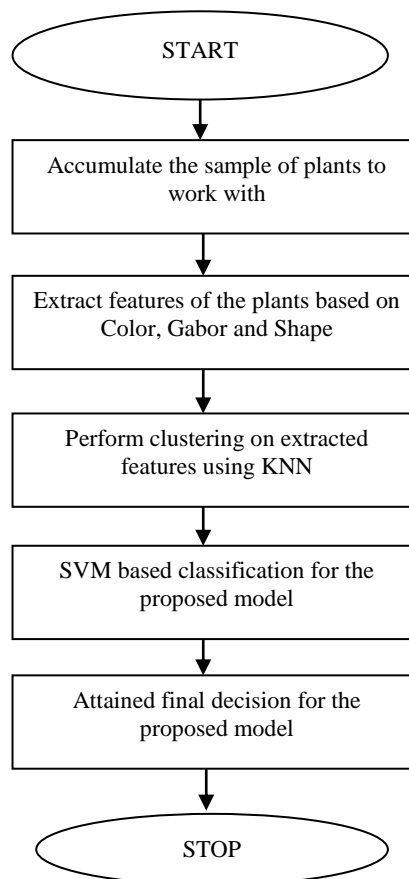 START
Accumulate the sample of plants to
work with
Extract features of the plants based on
Color, Gabor and Shape
Perform clustering on extracted
features using KNN
SVM based classification for the
proposed model
Attained final decision for the
proposed model
STOP